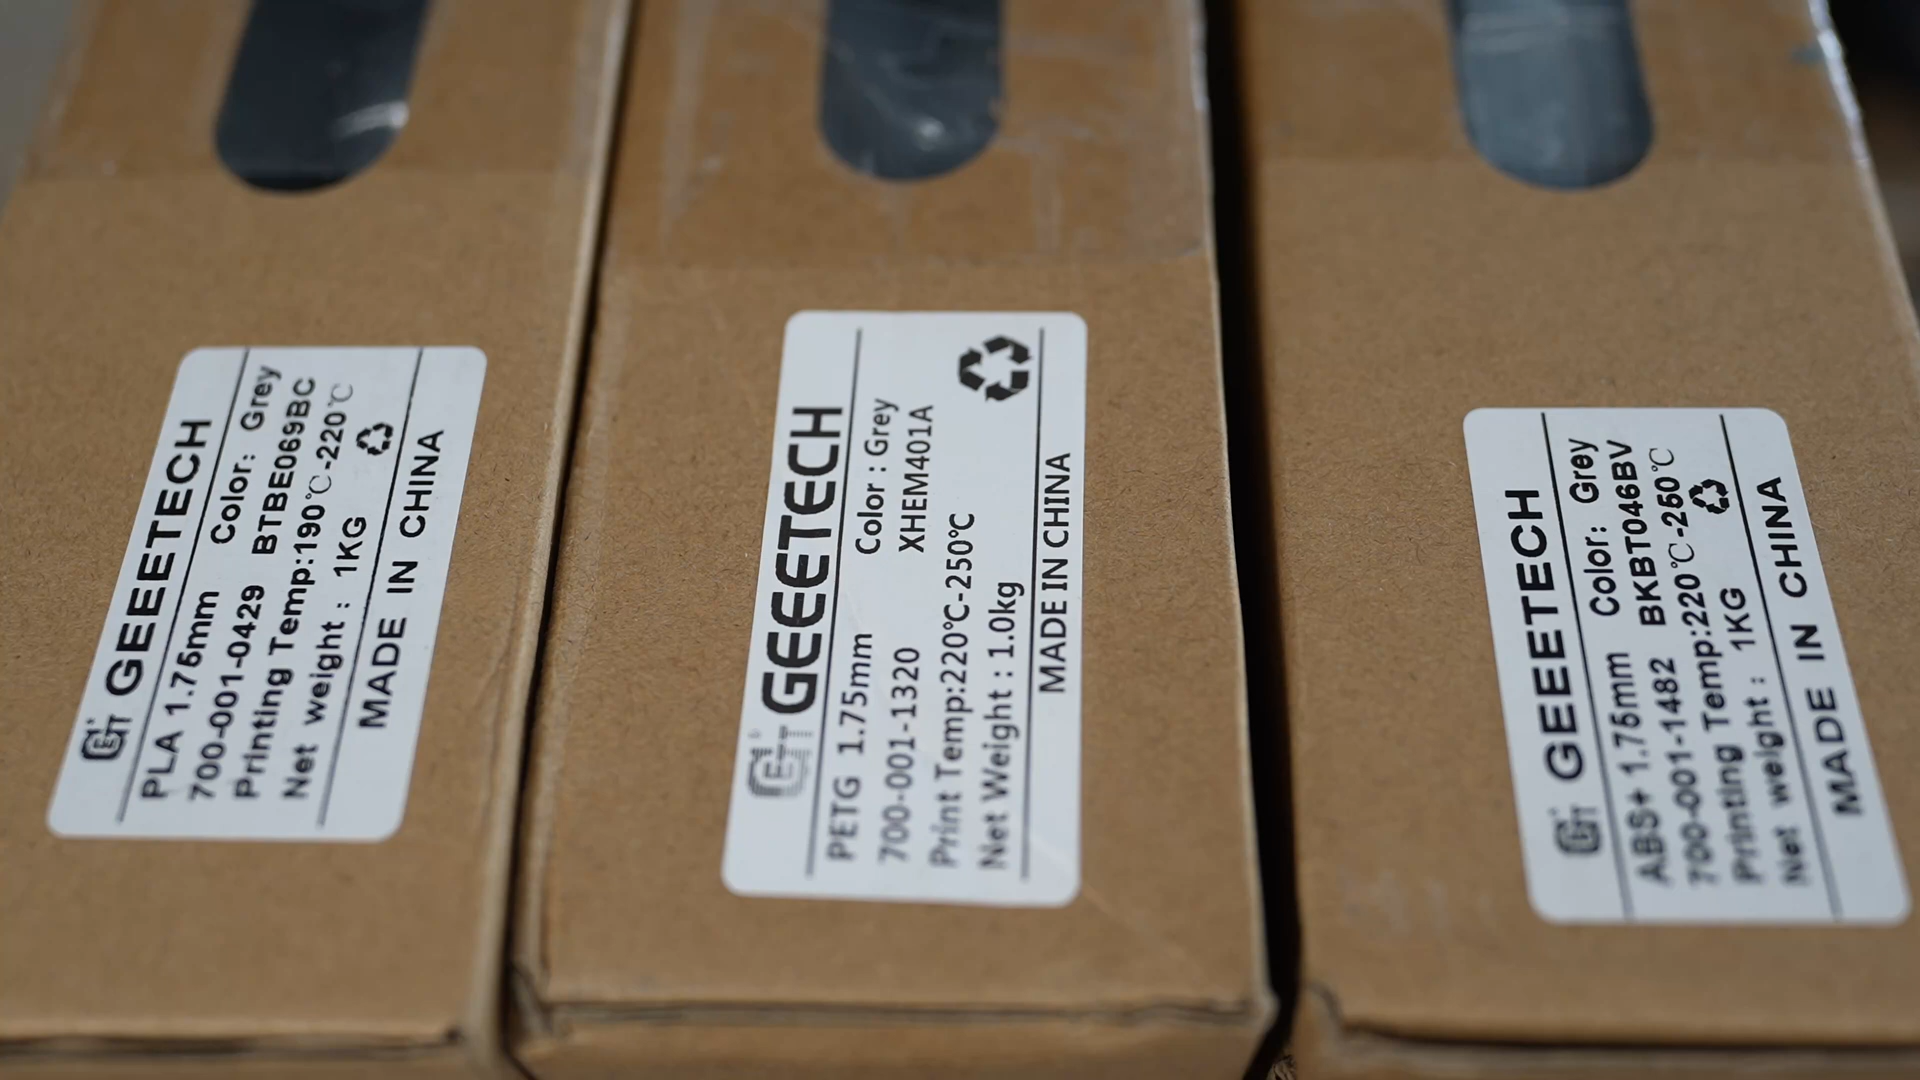 GEEETECH
PLA 1.75mm Color: Grey
700-001-0429 BTBE069BC
Printing Temp:190℃-220℃
Net weight: 1KG
MADE IN CHINA
GEEETECH
PETG 1.75mm Color : Grey
700-001-1320 XHEM401A
Print Temp:220℃-250℃
Net Weight : 1.0kg
MADE IN CHINA
GEEETECH
ABS+ 1.75mm Color: Grey
700-001-1482 BKBT046BV
Printing Temp:220℃-250℃
Net weight: 1KG
MADE IN CHINA